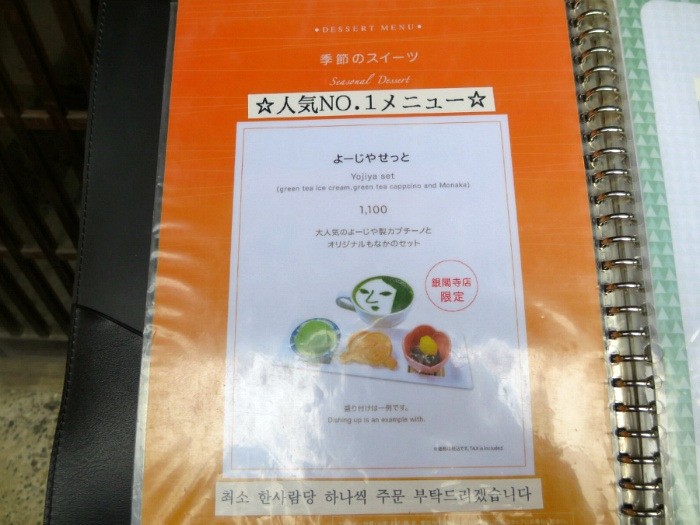 DESSERT MENU
季節のスイーツ
Seasonal Dessert
☆人気NO.1メニュー☆
よーじやせっと
Yojiya set
(green tea ice cream, green tea cappcino and Monaka)
1,100
大人気のよーじや製カプチーノと
オリジナルもなかのセット
銀閣寺店
限定
盛り付けは一例です。
Dishing up is an example with.
최소 한사람당 하나씩 주문 부탁드리겠습니다